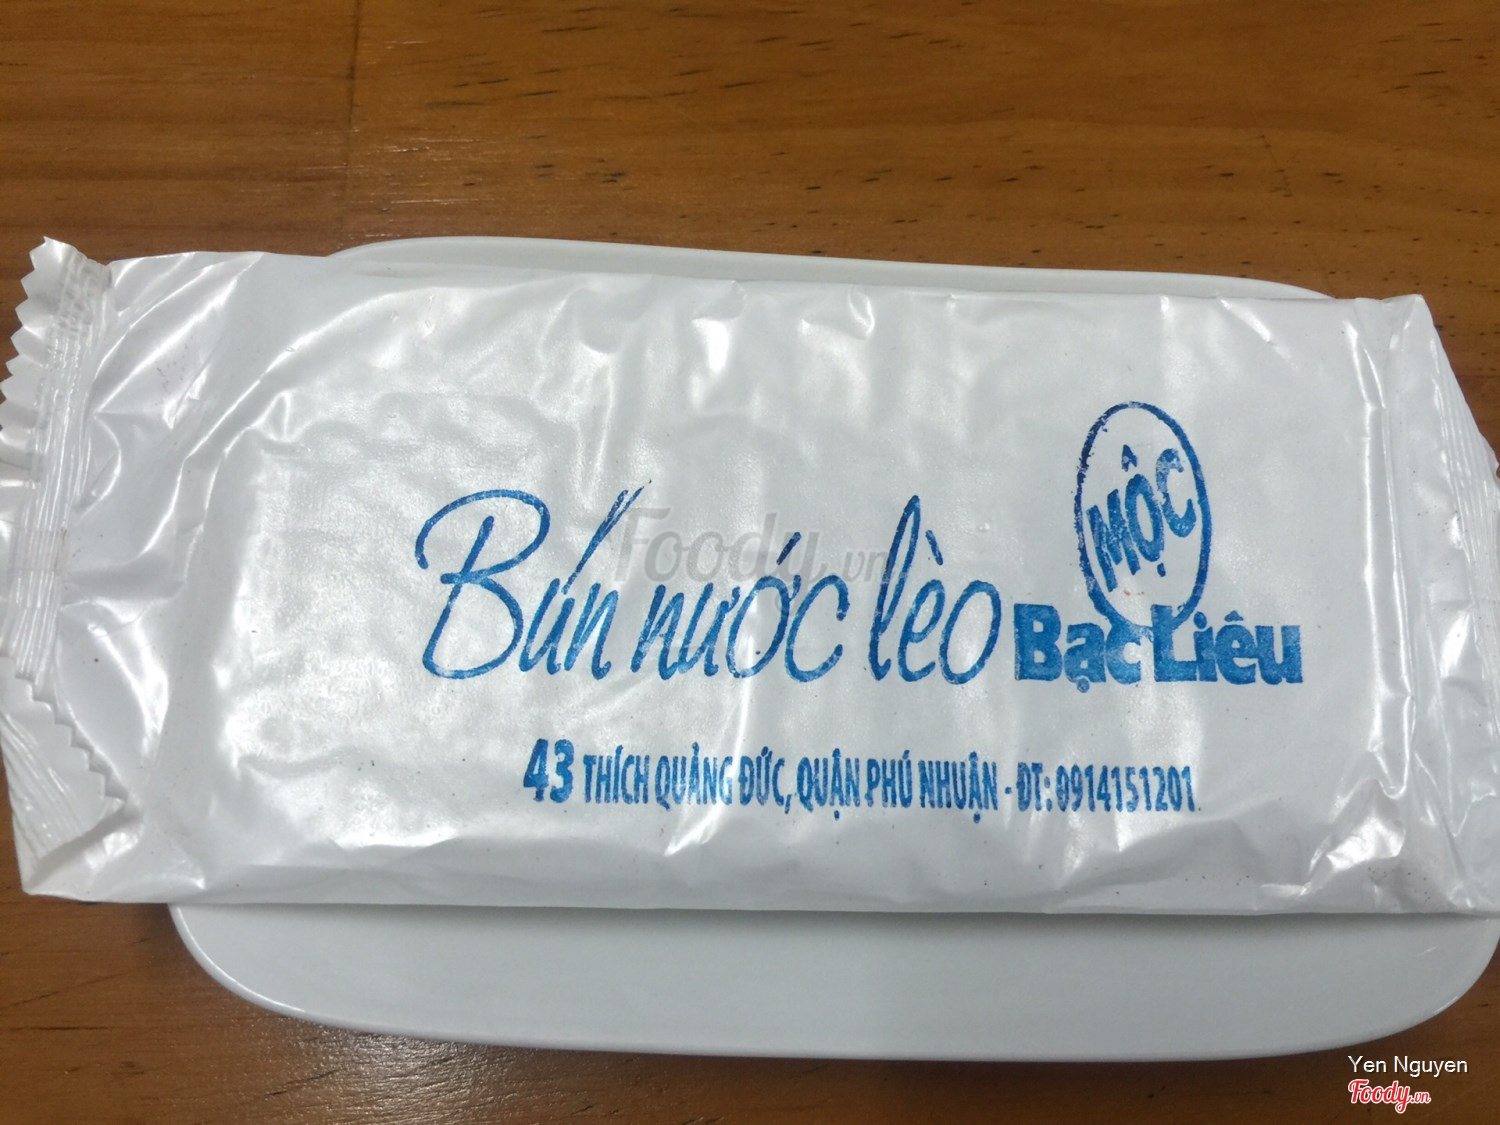 MỘC
Bún nước lèo Bạc Liêu
43 THÍCH QUẢNG ĐỨC, QUẬN PHÚ NHUẬN - ĐT: 0914151201
Foody.vn
Yen Nguyen
Foody.vn